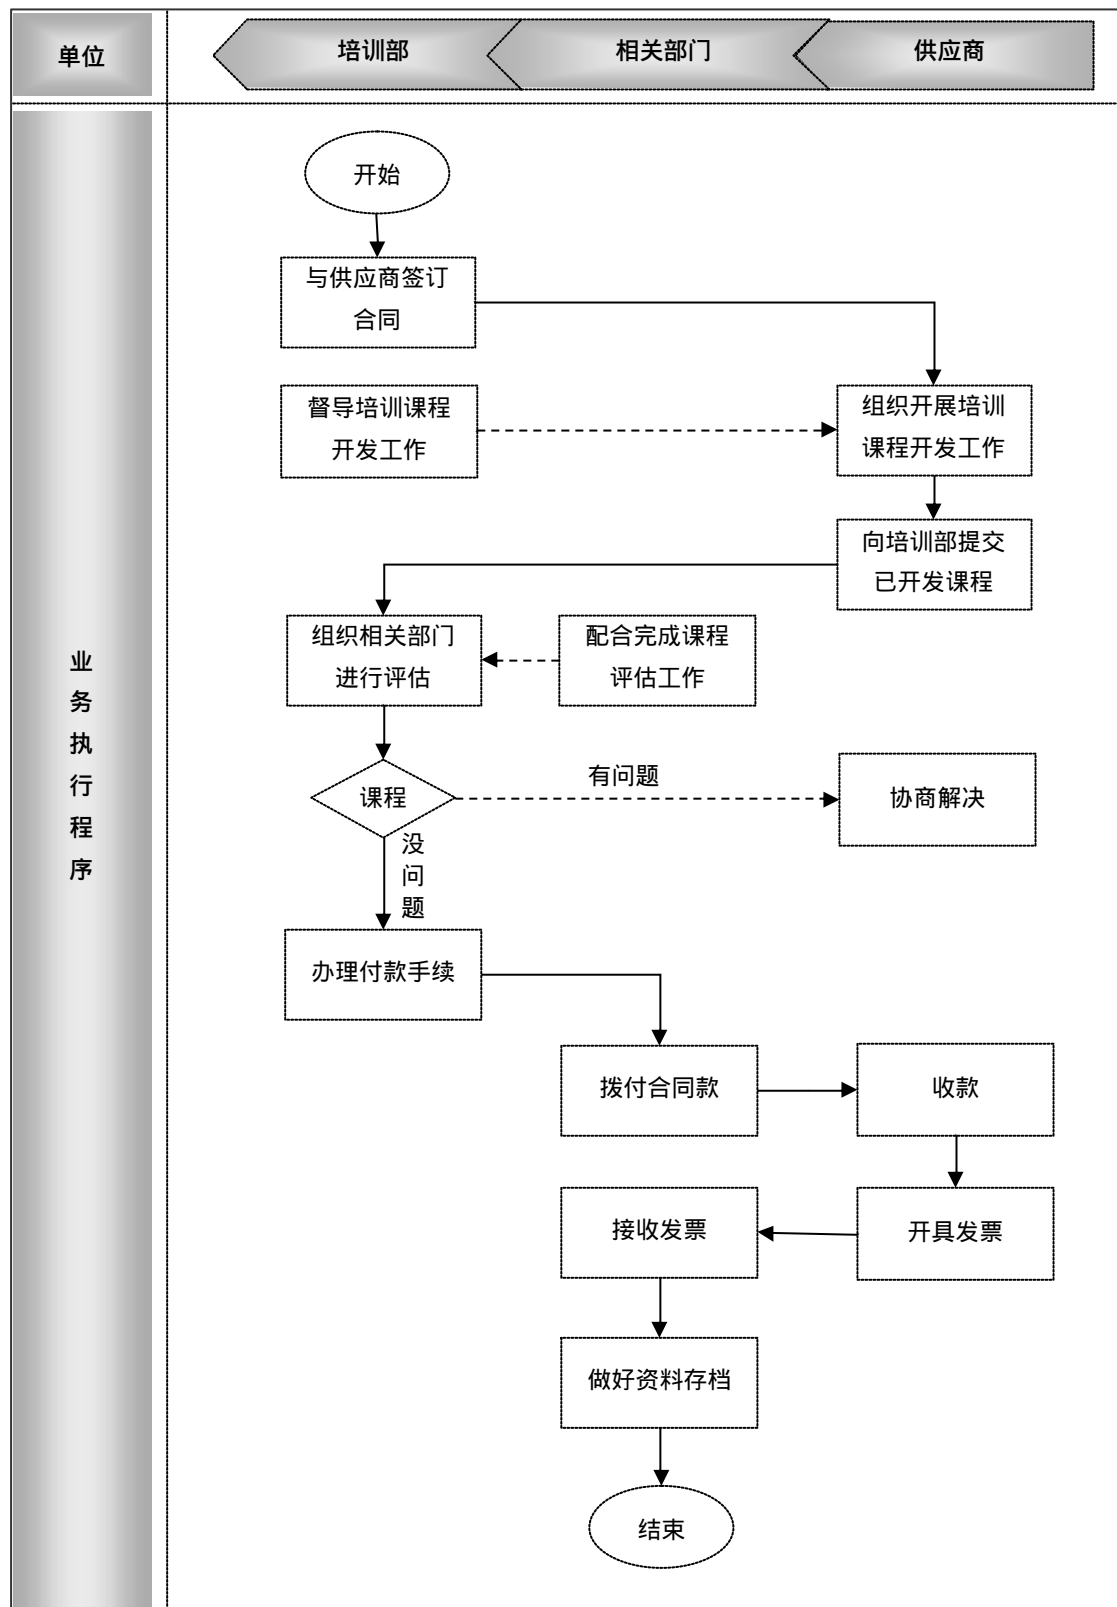 单位
培训部
相关部门
供应商
开始
与供应商签订
合同
督导培训课程
开发工作
组织开展培训
课程开发工作
向培训部提交
已开发课程
组织相关部门
进行评估
配合完成课程
评估工作
业
务
执
行
程
序
课程
有问题
协商解决
没
问
题
办理付款手续
拨付合同款
收款
接收发票
开具发票
做好资料存档
结束